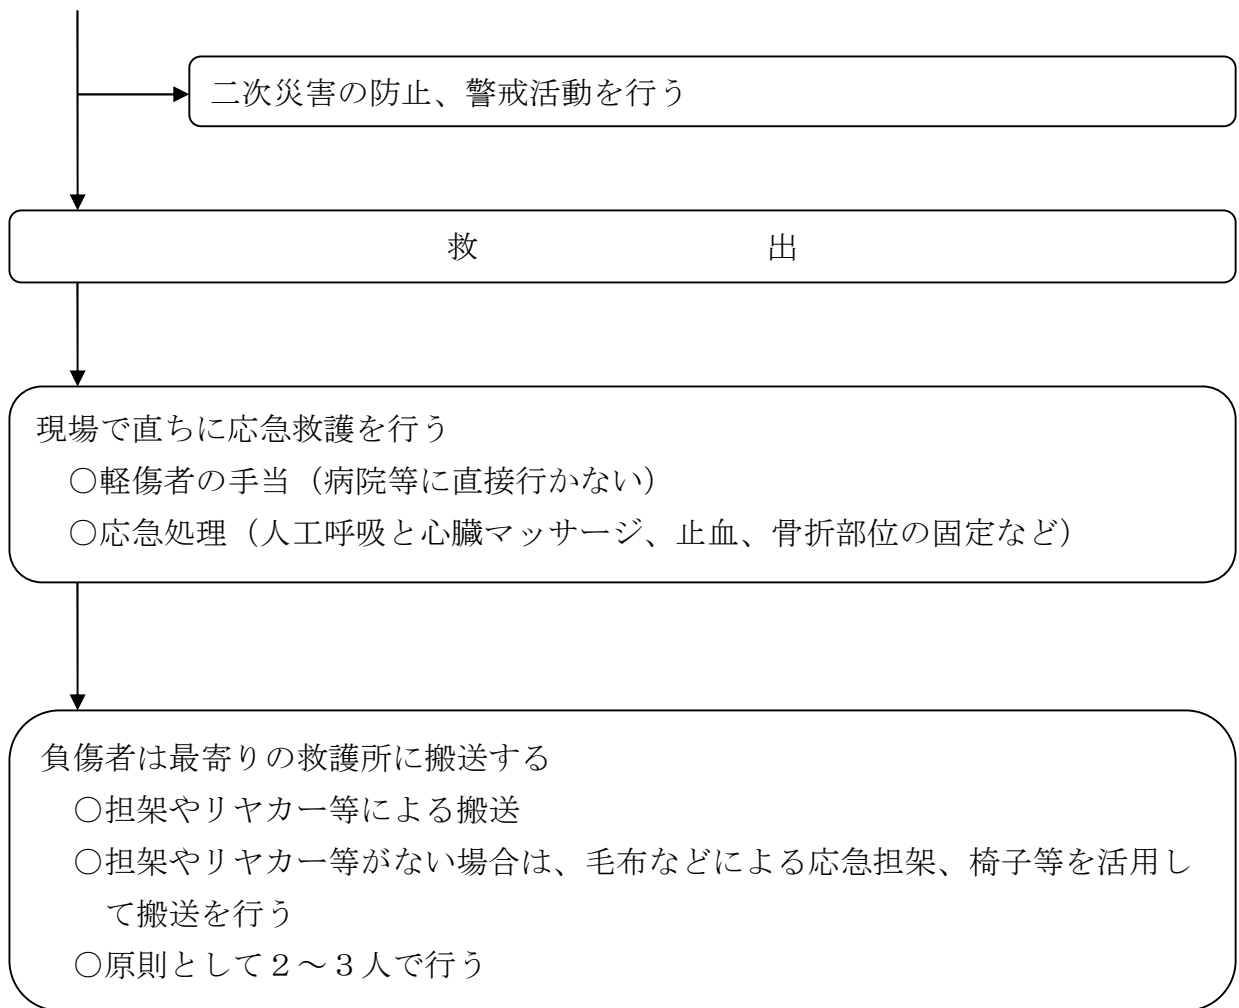 二次災害の防止、警戒活動を行う
救　　　　　　　　　出
現場で直ちに応急救護を行う
○軽傷者の手当（病院等に直接行かない）
○応急処理（人工呼吸と心臓マッサージ、止血、骨折部位の固定など）
負傷者は最寄りの救護所に搬送する
○担架やリヤカー等による搬送
○担架やリヤカー等がない場合は、毛布などによる応急担架、椅子等を活用し
て搬送を行う
○原則として２～３人で行う